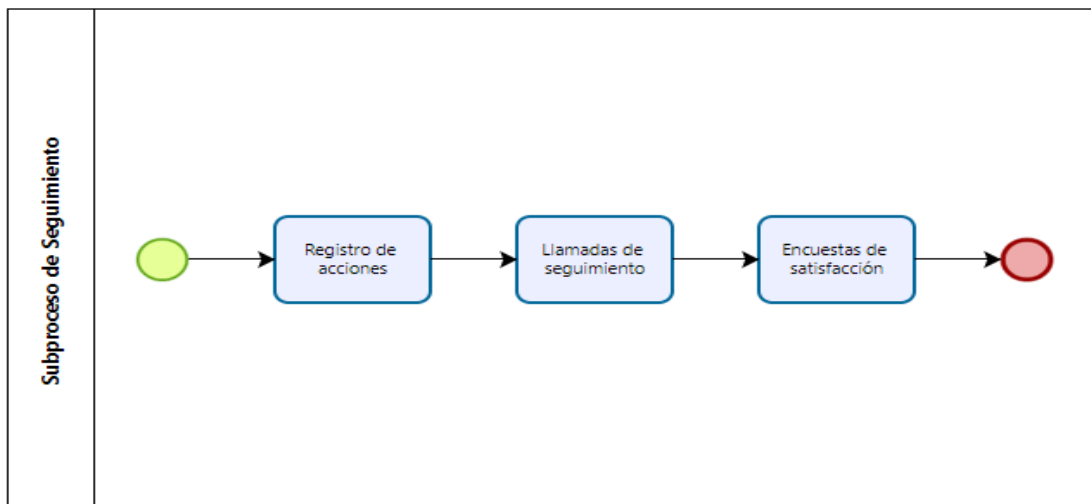 Subproceso de Seguimiento
Registro de
acciones
Llamadas de
seguimiento
Encuestas de
satisfacción